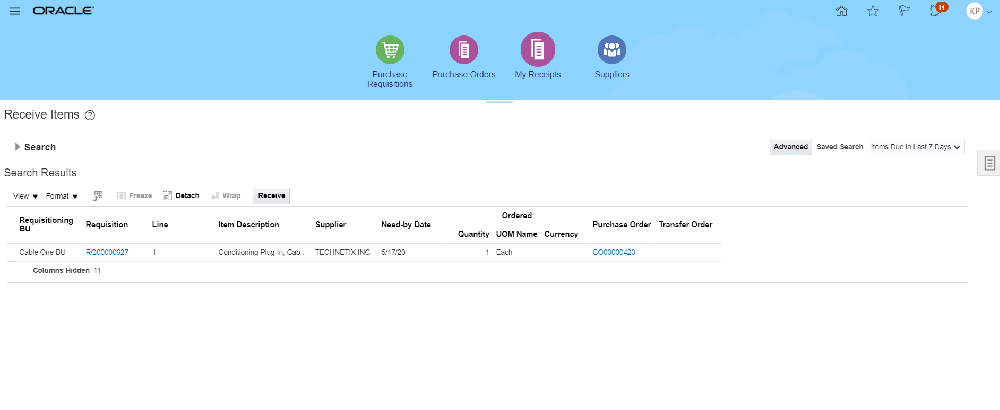 ORACLE
14
KP
Purchase
Requisitions
Purchase Orders
My Receipts
Suppliers
Receive Items ?
Search
Advanced
Saved Search
Items Due in Last 7 Days
Search Results
View
Format
Freeze
Detach
Wrap
Receive
Requisitioning
BU
Requisition
Line
Item Description
Supplier
Need-by Date
Ordered
Quantity
UOM Name
Currency
Purchase Order
Transfer Order
Cable One BU
RQ00000627
1
Conditioning Plug-In; Cab...
TECHNETIX INC
5/17/20
1
Each
CO00000423
Columns Hidden 11